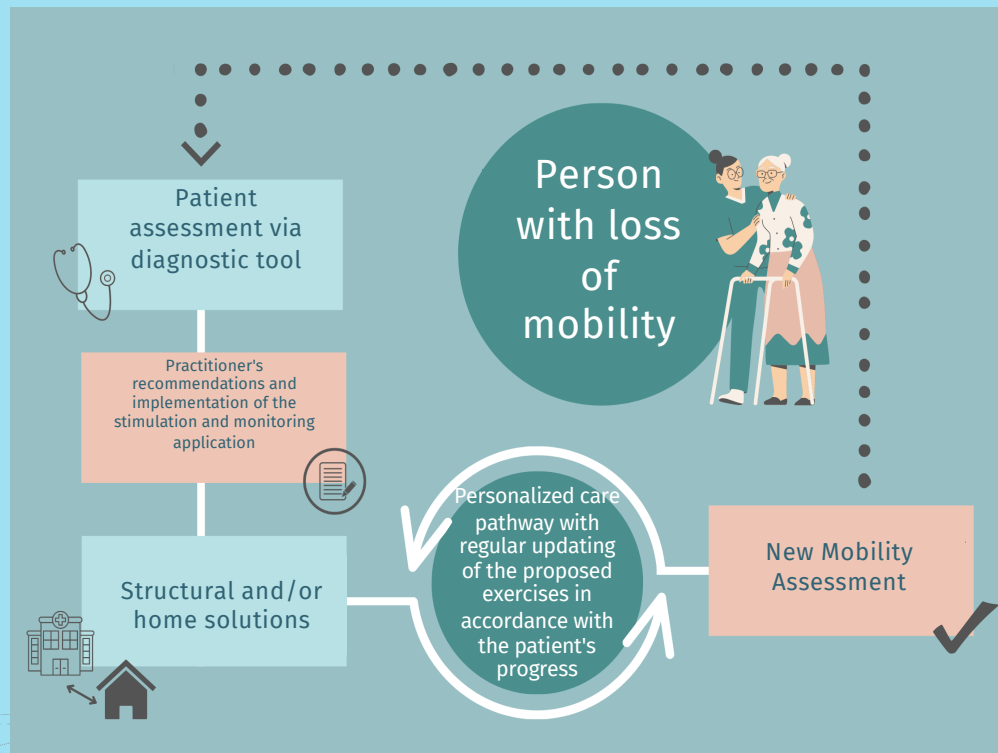 Person
with loss
of
mobility
Patient
assessment via
diagnostic tool
Practitioner's
recommendations and
implementation of the
stimulation and monitoring
application
Structural and/or
home solutions
Personalized care
pathway with
regular updating
of the proposed
exercises in
accordance with
the patient's
progress
New Mobility
Assessment